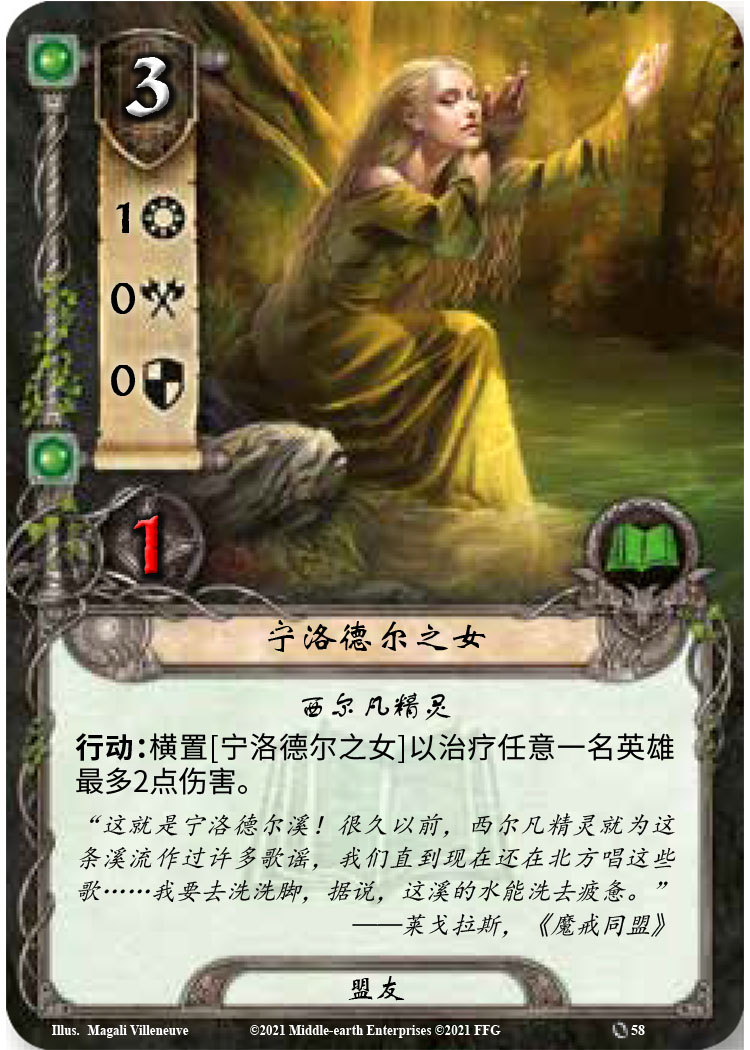 3
1
0
0
1
宁洛德尔之女
西尔凡精灵
行动：横置[宁洛德尔之女]以治疗任意一名英雄
最多2点伤害。
“这就是宁洛德尔溪！很久以前，西尔凡精灵就为这
条溪流作过许多歌谣，我们直到现在还在北方唱这些
歌……我要去洗洗脚，据说，这溪的水能洗去疲惫。”
——莱戈拉斯，《魔戒同盟》
盟友
Illus. Magali Villeneuve ©2021 Middle-earth Enterprises ©2021 FFG 58